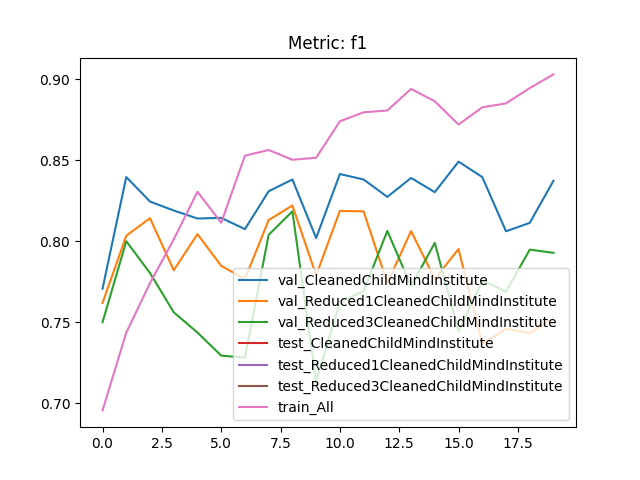 Metric: f1
0.90
0.85
0.80
0.75
0.70
val_CleanedChildMindInstitute
val_Reduced1CleanedChildMindInstitute
val_Reduced3CleanedChildMindInstitute
test_CleanedChildMindInstitute
test_Reduced1CleanedChildMindInstitute
test_Reduced3CleanedChildMindInstitute
train_All
0.0 2.5 5.0 7.5 10.0 12.5 15.0 17.5